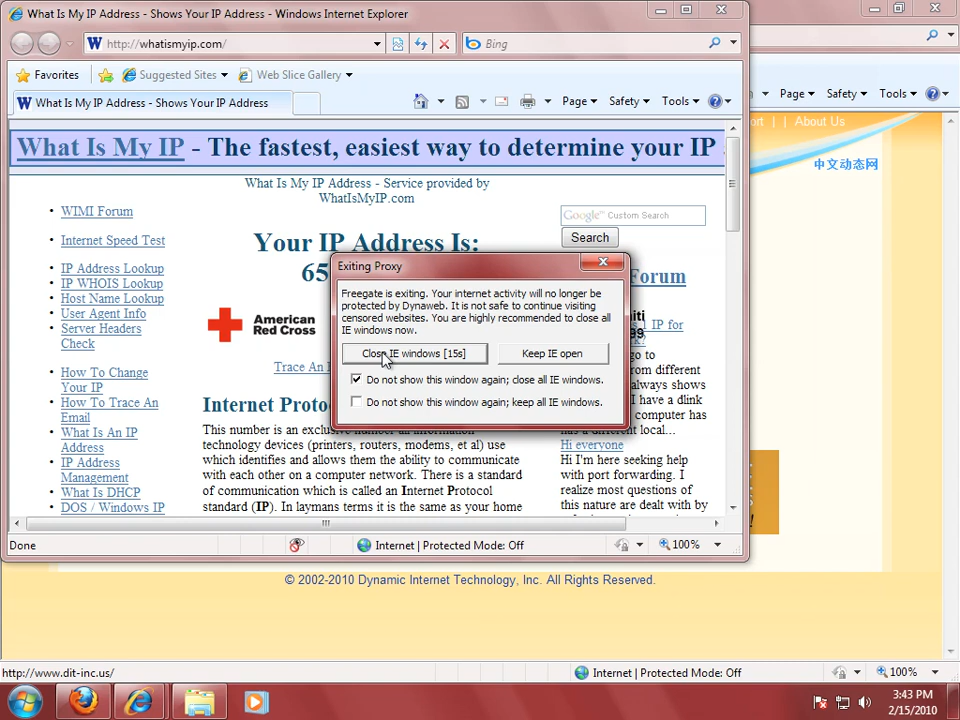 What Is My IP Address - Shows Your IP Address - Windows Internet Explorer
http://whatismyip.com/
Bing
Favorites
Suggested Sites
Web Slice Gallery
What Is My IP Address - Shows Your IP Address
Page
Safety
Tools
Page
Safety
Tools
| About Us
中文动态网
What Is My IP - The fastest, easiest way to determine your IP
What Is My IP Address - Service provided by
WhatIsMyIP.com
WIMI Forum
Internet Speed Test
IP Address Lookup
IP WHOIS Lookup
Host Name Lookup
User Agent Info
Server Headers
Check
How To Change
Your IP
How To Trace An
Email
What Is An IP
Address
IP Address
Management
What Is DHCP
DOS / Windows IP
Your IP Address Is:
65
American
Red Cross
Trace An
Internet Proto
This number is an exclus
technology devices (printers, routers, modems, et al) use
which identifies and allows them the ability to communicate
with each other on a computer network. There is a standard
of communication which is called an Internet Protocol
standard (IP). In laymans terms it is the same as your home
Google™ Custom Search
Search
Forum
1 IP for
go to
from different
always shows
I have a dlink
computer has
a different local...
Hi everyone
Hi I'm here seeking help
with port forwarding. I
realize most questions of
this nature are dealt with by
Exiting Proxy
Freegate is exiting. Your internet activity will no longer be
protected by Dynaweb. It is not safe to continue visiting
censored websites. You are highly recommended to close all
IE windows now.
Close IE windows [15s]
Keep IE open
Do not show this window again; close all IE windows.
Do not show this window again; keep all IE windows.
Done
Internet | Protected Mode: Off
100%
© 2002-2010 Dynamic Internet Technology, Inc. All Rights Reserved.
http://www.dit-inc.us/
Internet | Protected Mode: Off
100%
3:43 PM
2/15/2010